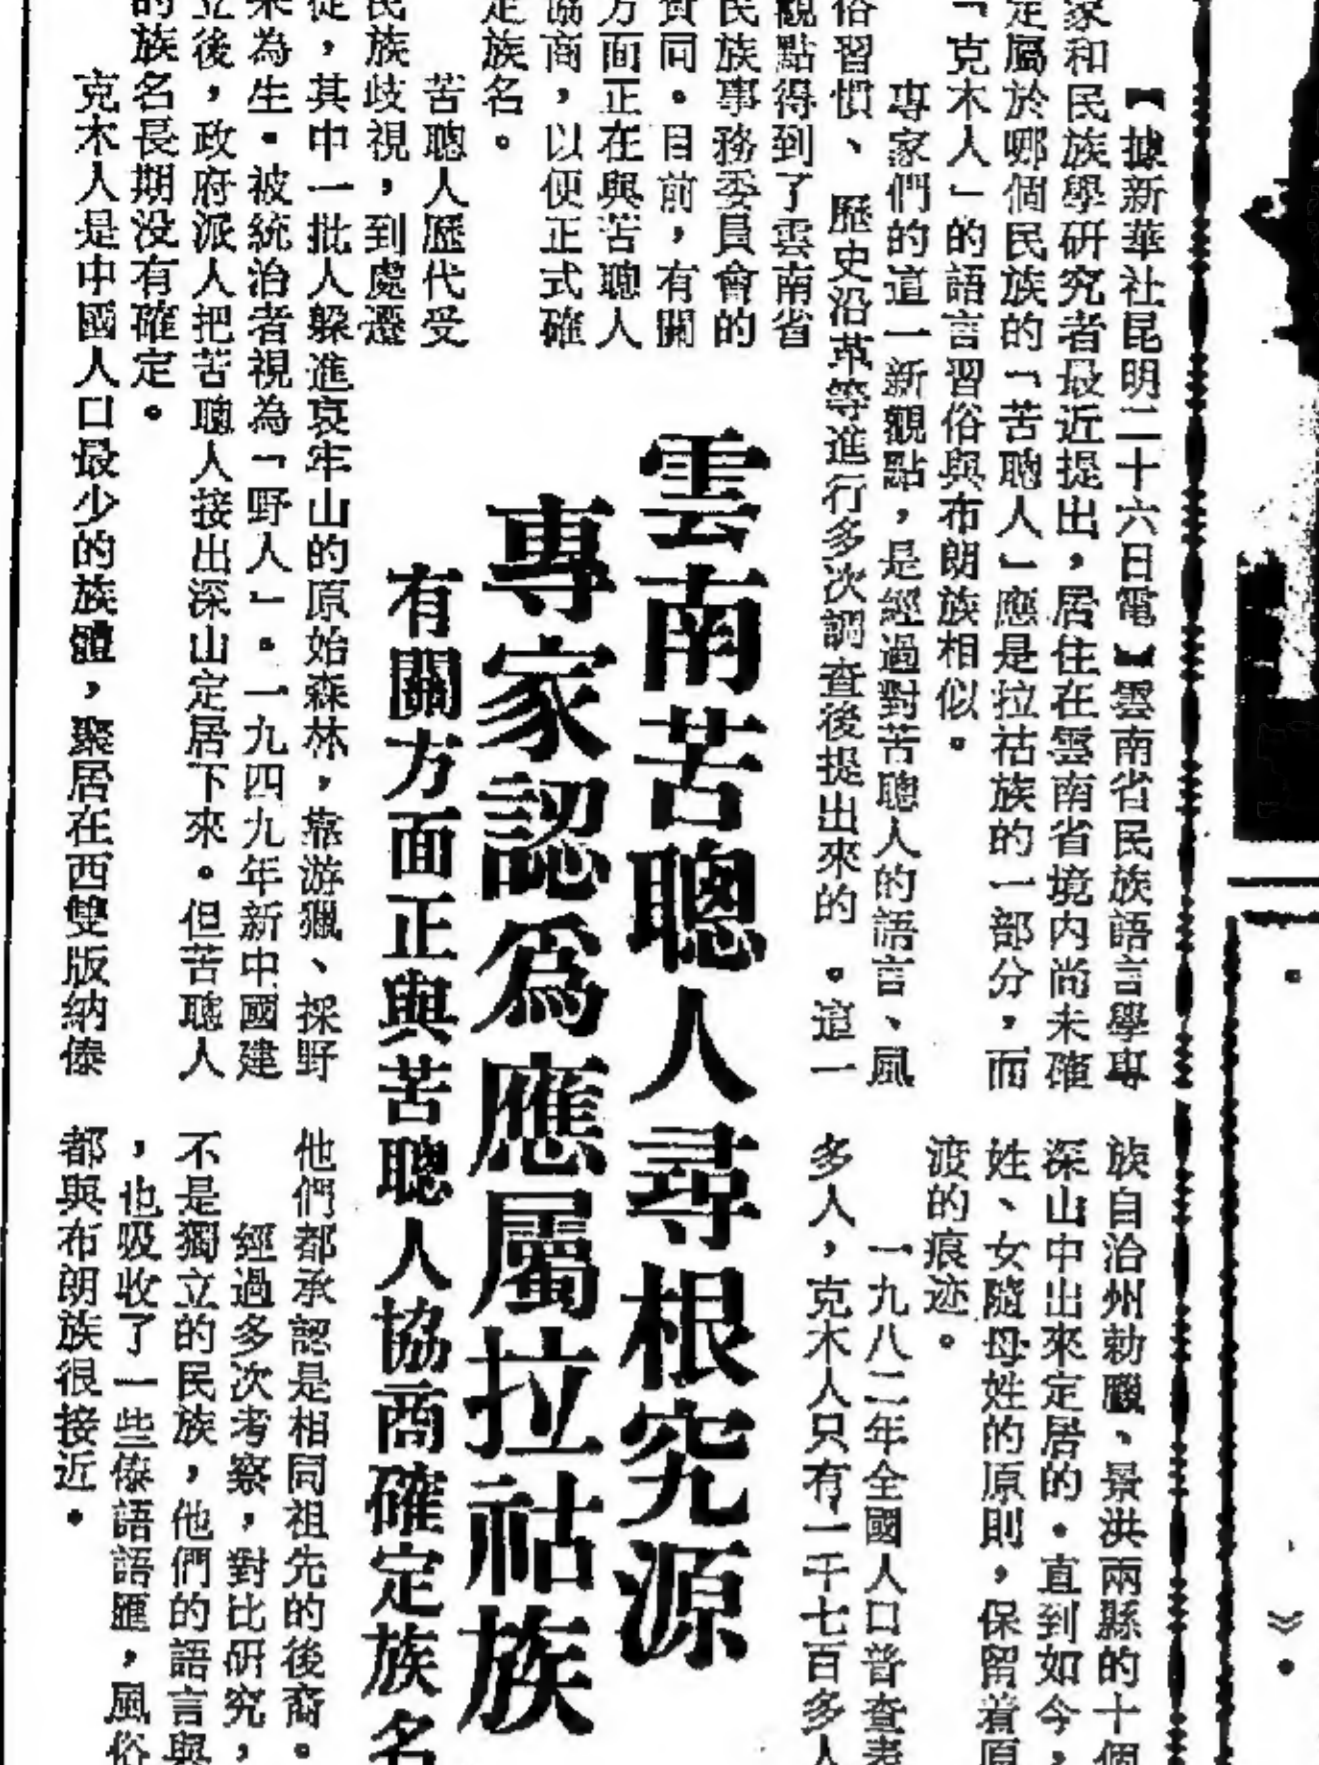 雲南苦聰人尋根究源
專家認為應屬拉祜族
有關方面正與苦聰人協商確定族名
【據新華社昆明二十六日電】雲南省民族語言學專
家和民族學研究者最近提出，居住在雲南省境內尚未確
定屬於哪個民族的「苦聰人」應是拉祜族的一部分，而
「克木人」的語言習俗與布朗族相似。
專家們的這一新觀點，是經過對苦聰人的語言、風
俗習慣、歷史沿革等進行多次調查後提出來的。這一
觀點得到了雲南省
民族事務委員會的
贊同。目前，有關
方面正在與苦聰人
協商，以便正式確
定族名。
苦聰人歷代受
民族歧視，到處遷
徙，其中一批人躲進哀牢山的原始森林，靠游獵、採野
果為生。被統治者視為「野人」。一九四九年新中國建
立後，政府派人把苦聰人接出深山定居下來。但苦聰人
的族名長期没有確定。
克木人是中國人口最少的族體，聚居在西雙版納傣
族自治州勐臘、景洪兩縣的十個
深山中出來定居的。直到如今，
姓、女隨母姓的原則，保留着原
渡的痕迹。
一九八二年全國人口普查表
多人，克木人只有一千七百多人
他們都承認是相同祖先的後裔。
經過多次考察，對比研究，
不是獨立的民族，他們的語言與
，也吸收了一些傣語語匯，風俗
都與布朗族很接近。